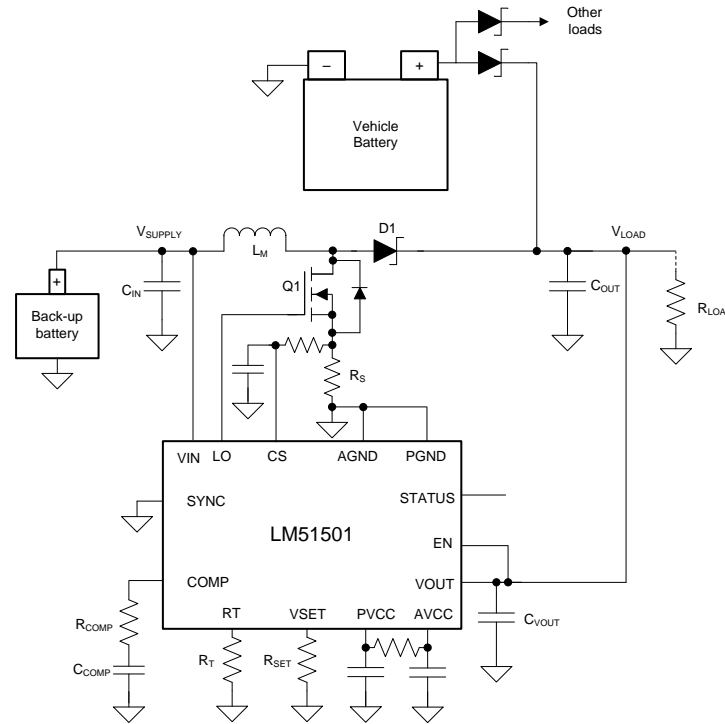 Other
loads
− +
Vehicle
Battery
D1
VSUPPLY
VLOAD
LM
+
CIN
Q1
COUT
RLOA
Back-up
battery
RS
VIN LO CS AGND PGND
SYNC
STATUS
LM51501
EN
COMP
VOUT
RT VSET PVCC AVCC
RCOMP
CVOUT
RT
RSET
CCOMP